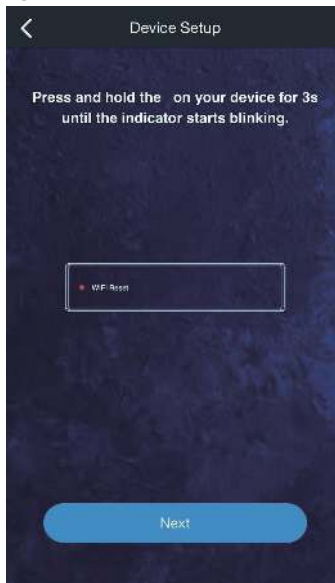 Device Setup
Press and hold the on your device for 3s
until the indicator starts blinking.
WIFI Reset
Next